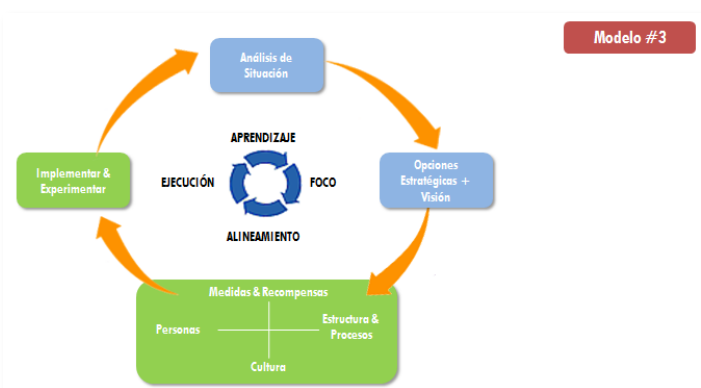 Modelo #3
Análisis de
Situación
APRENDIZAJE
Implementar &
Experimentar
EJECUCIÓN
FOCO
Opciones
Estratégicas +
Visión
ALINEAMIENTO
Medidas & Recompensas
Personas
Estructura &
Procesos
Cultura